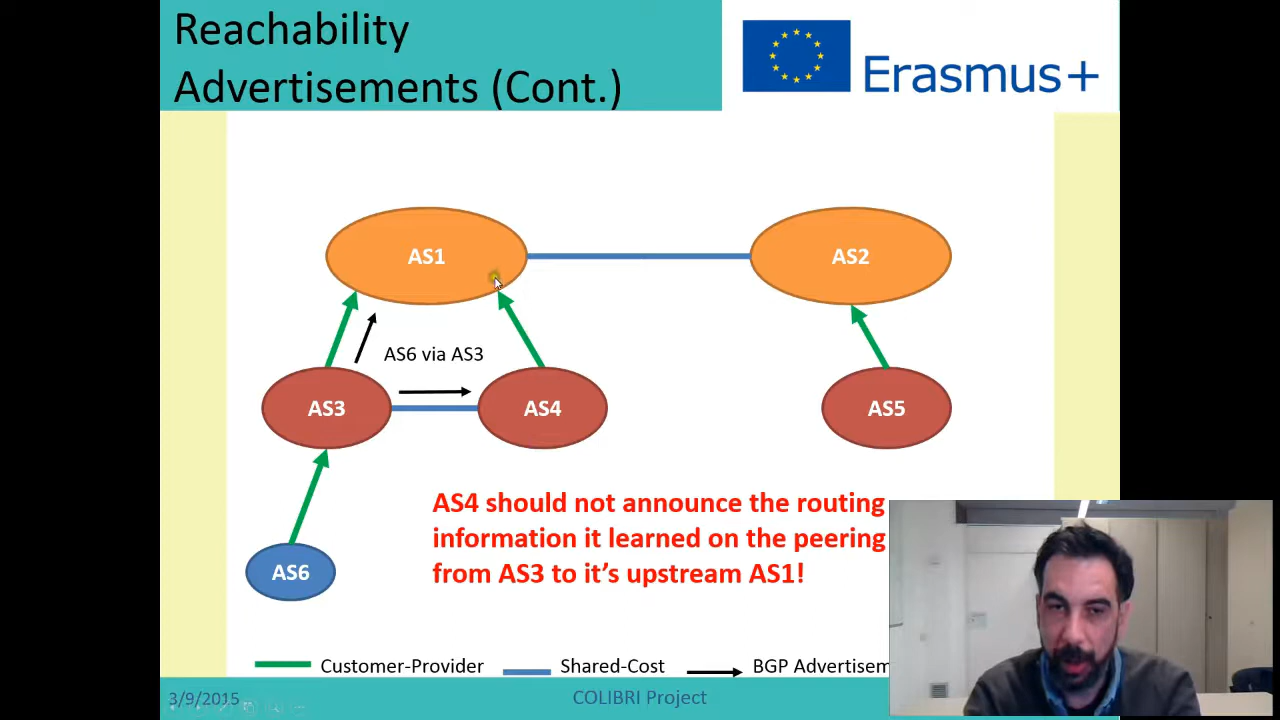 Reachability
Advertisements (Cont.)
Erasmus+
AS1
AS2
AS6 via AS3
AS3
AS4
AS5
AS4 should not announce the routing
information it learned on the peering
from AS3 to it's upstream AS1!
AS6
Customer-Provider
Shared-Cost
BGP Advertisem
3/9/2015
COLIBRI Project